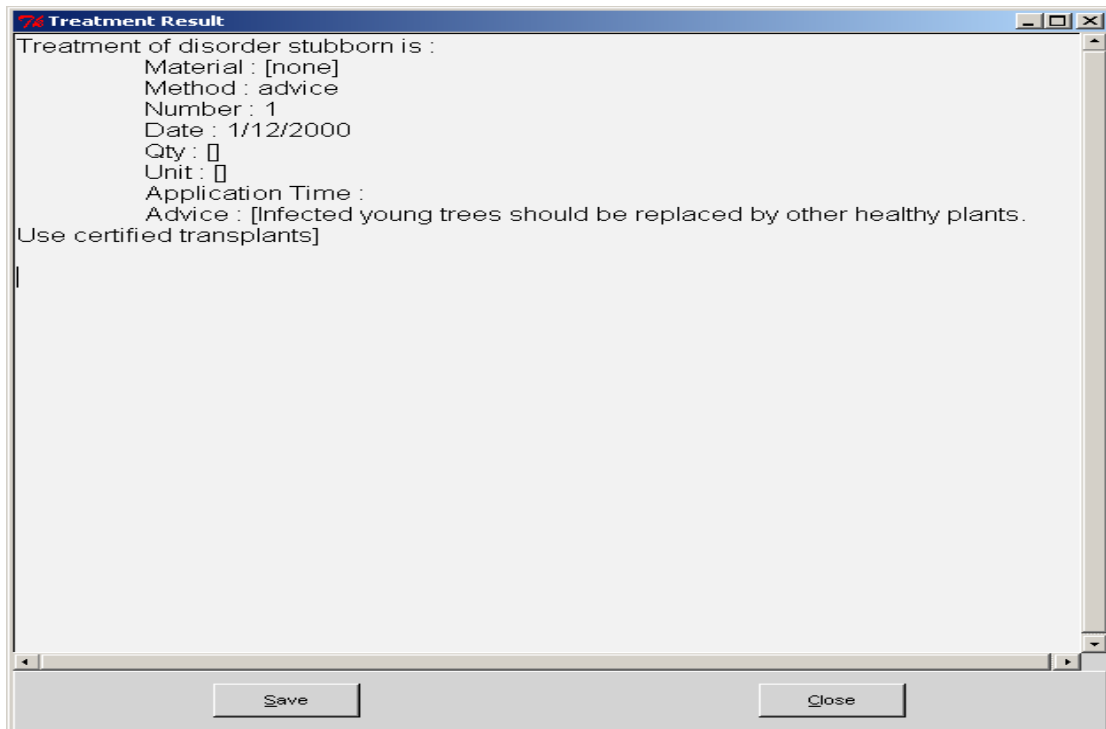 Treatment Result
Treatment of disorder stubborn is :
Material : [none]
Method : advice
Number : 1
Date : 1/12/2000
Qty : []
Unit : []
Application Time :
Advice : [Infected young trees should be replaced by other healthy plants.
Use certified transplants]
Save
Close